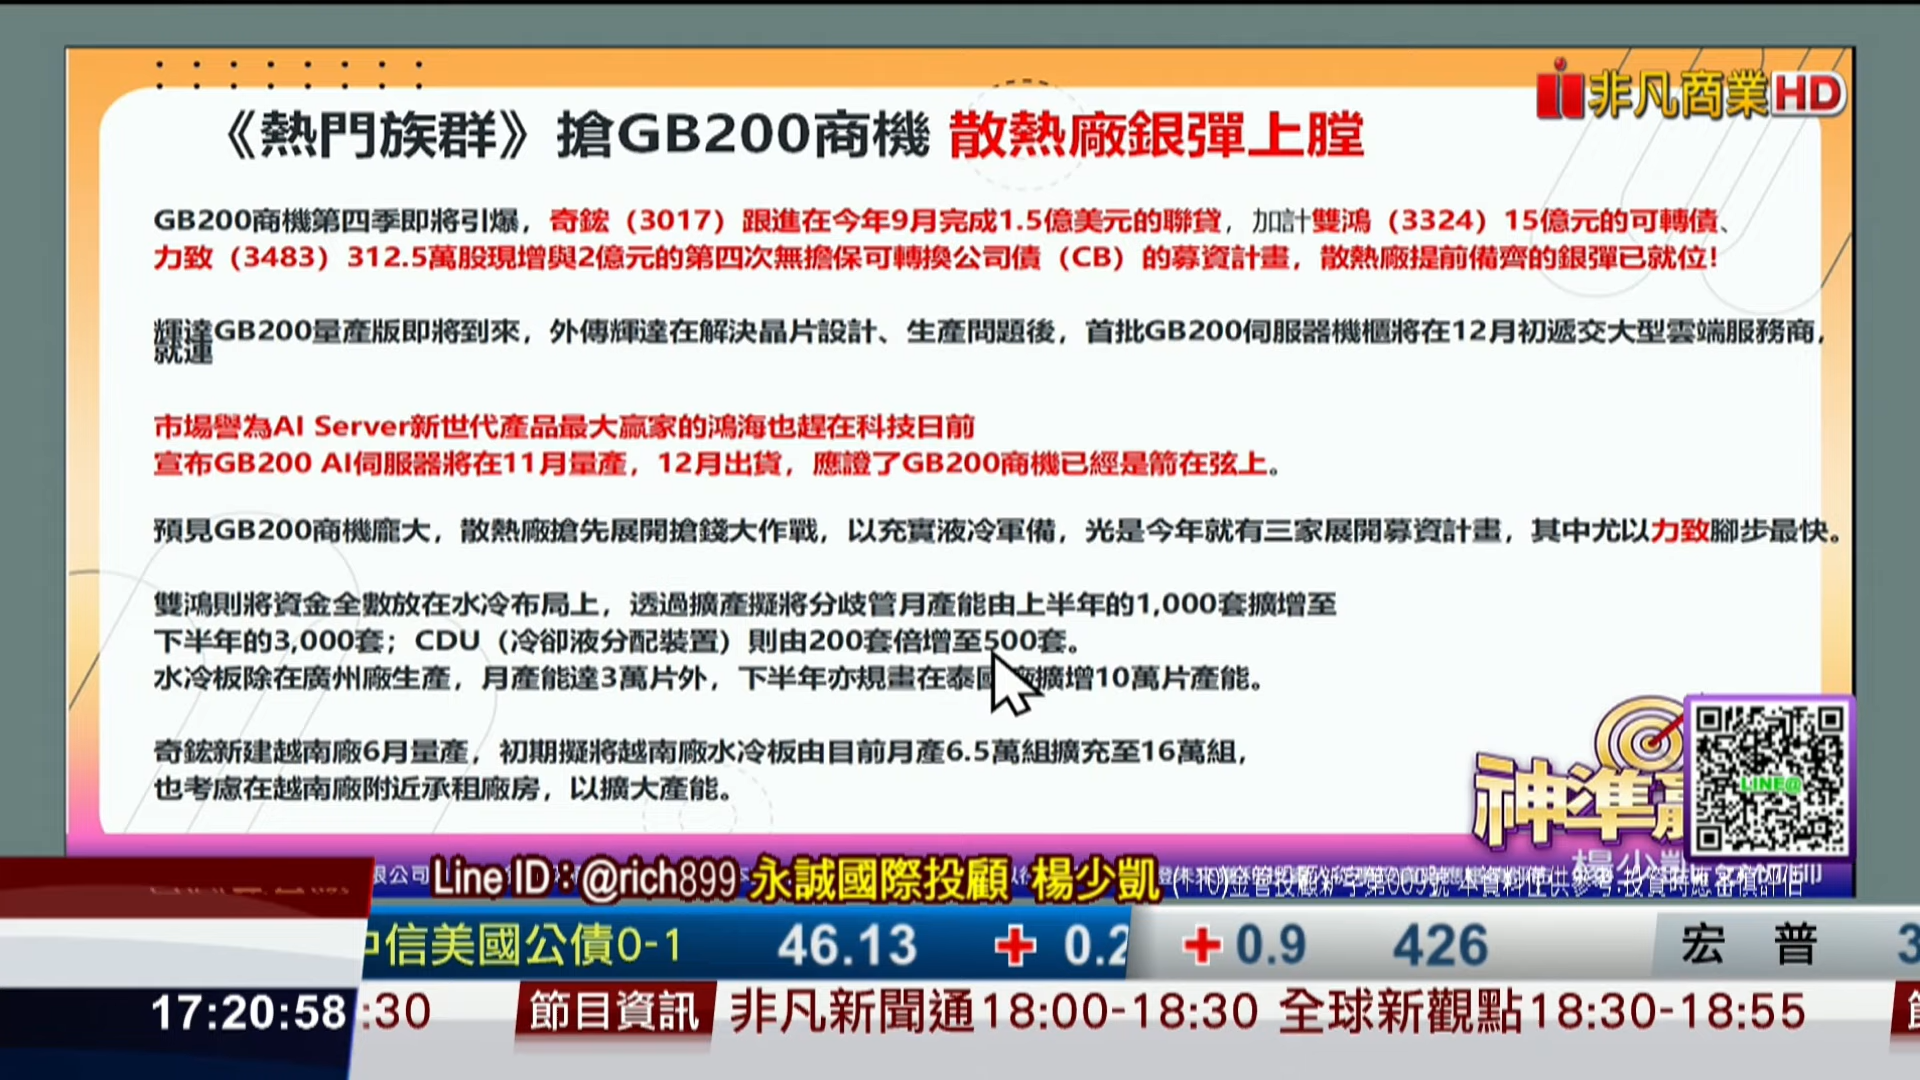 非凡商業HD
《熱門族群》搶GB200商機 散熱廠銀彈上膛
GB200商機第四季即將引爆，奇鋐（3017）跟進在今年9月完成1.5億美元的聯貸，加計雙鴻（3324）15億元的可轉債、
力致（3483）312.5萬股現增與2億元的第四次無擔保可轉換公司債（CB）的募資計畫，散熱廠提前備齊的銀彈已就位!
輝達GB200量產版即將到來，外傳輝達在解決晶片設計、生產問題後，首批GB200伺服器機櫃將在12月初遞交大型雲端服務商，
就連
市場譽為AI Server新世代產品最大贏家的鴻海也趕在科技日前
宣布GB200 AI伺服器將在11月量產，12月出貨，應證了GB200商機已經是箭在弦上。
預見GB200商機龐大，散熱廠搶先展開搶錢大作戰，以充實液冷軍備，光是今年就有三家展開募資計畫，其中尤以力致腳步最快。
雙鴻則將資金全數放在水冷布局上，透過擴產擬將分歧管月產能由上半年的1,000套擴增至
下半年的3,000套；CDU（冷卻液分配裝置）則由200套倍增至500套。
水冷板除在廣州廠生產，月產能達3萬片外，下半年亦規畫在泰國廠擴增10萬片產能。
奇鋐新建越南廠6月量產，初期擬將越南廠水冷板由目前月產6.5萬組擴充至16萬組，
也考慮在越南廠附近承租廠房，以擴大產能。
神準
LINE@
Line ID：@rich899 永誠國際投顧 楊少凱
中信美國公債0-1 46.13 + 0.2 + 0.9 426 宏普 3
17:20:58 :30 節目資訊 非凡新聞通18:00-18:30 全球新觀點18:30-18:55